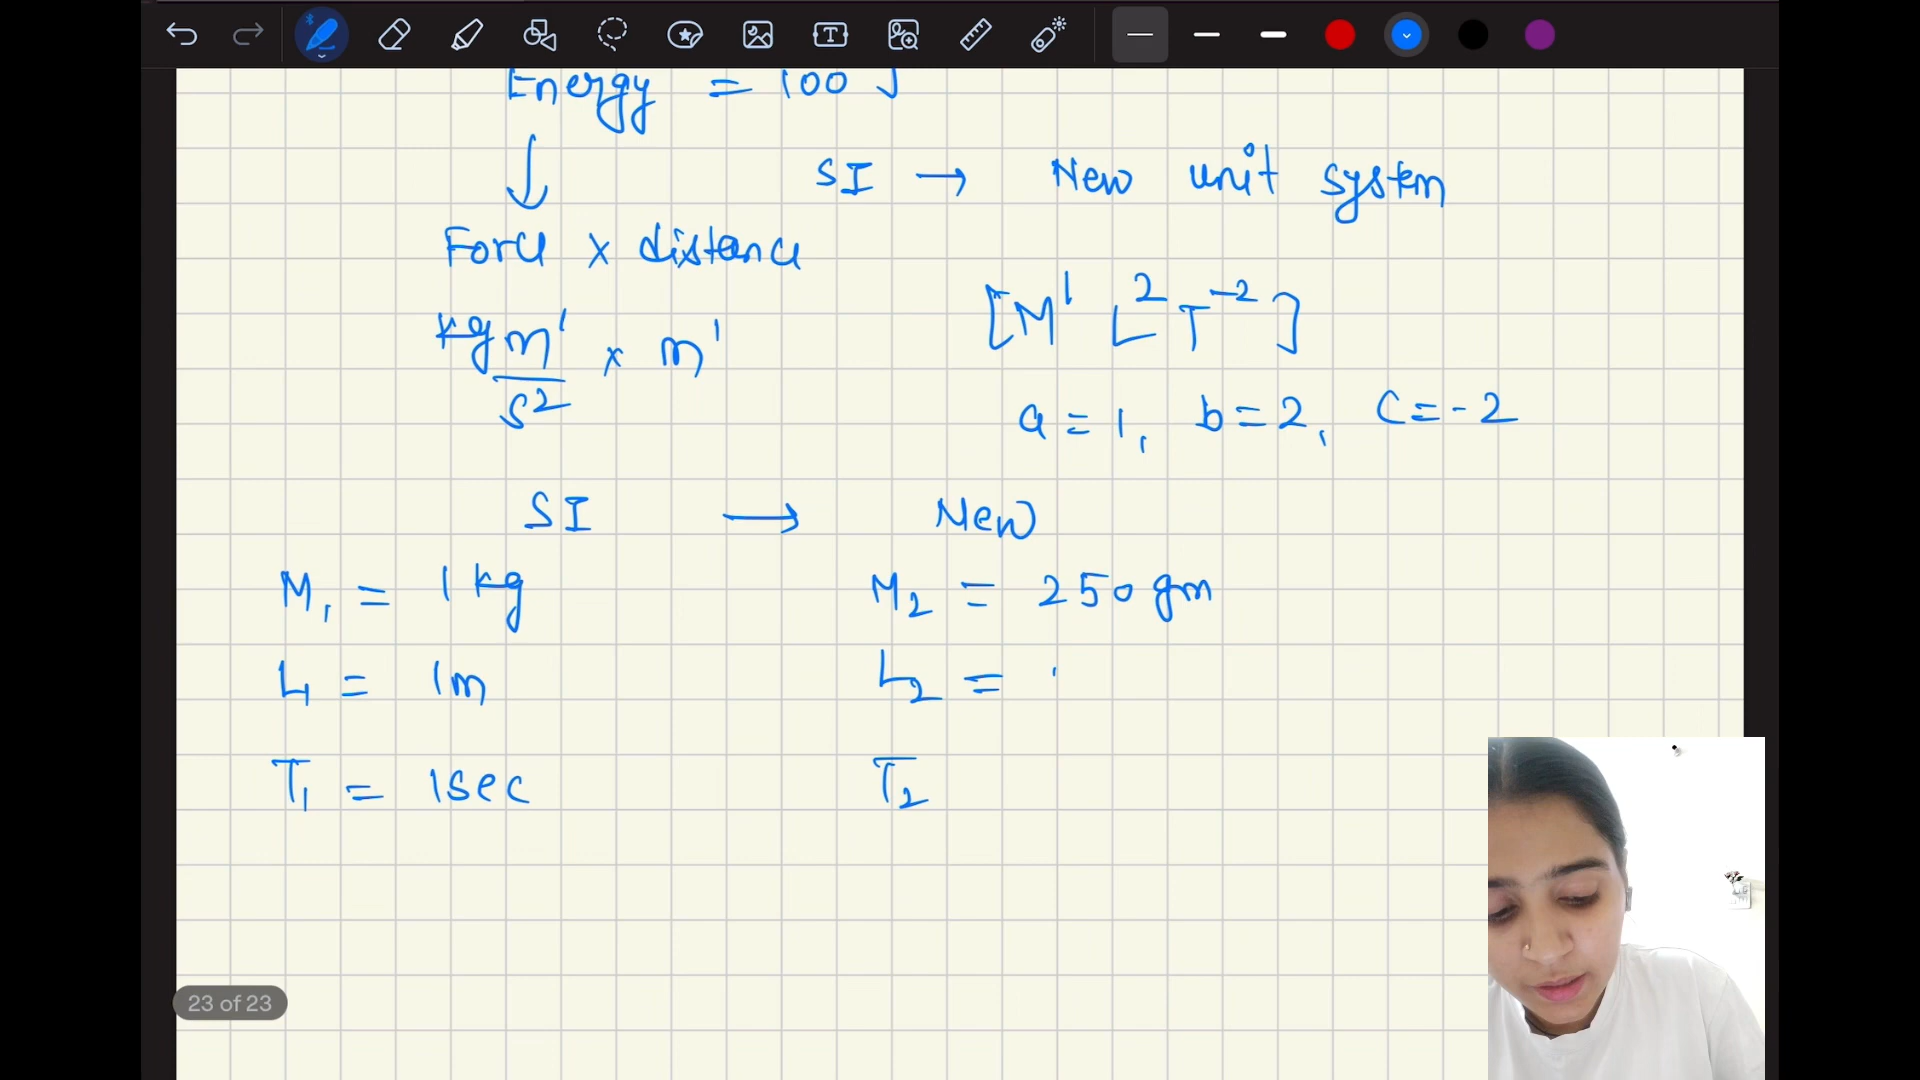 Energy = 100 J
↓
SI → New unit system
Force x distance
[M¹ L² T⁻²]
kg m¹ x m¹
s²
a = 1, b = 2, c = -2
SI → New
M₁ = 1 kg M₂ = 250 gm
L₁ = 1m L₂ =
T₁ = 1sec T₂
23 of 23